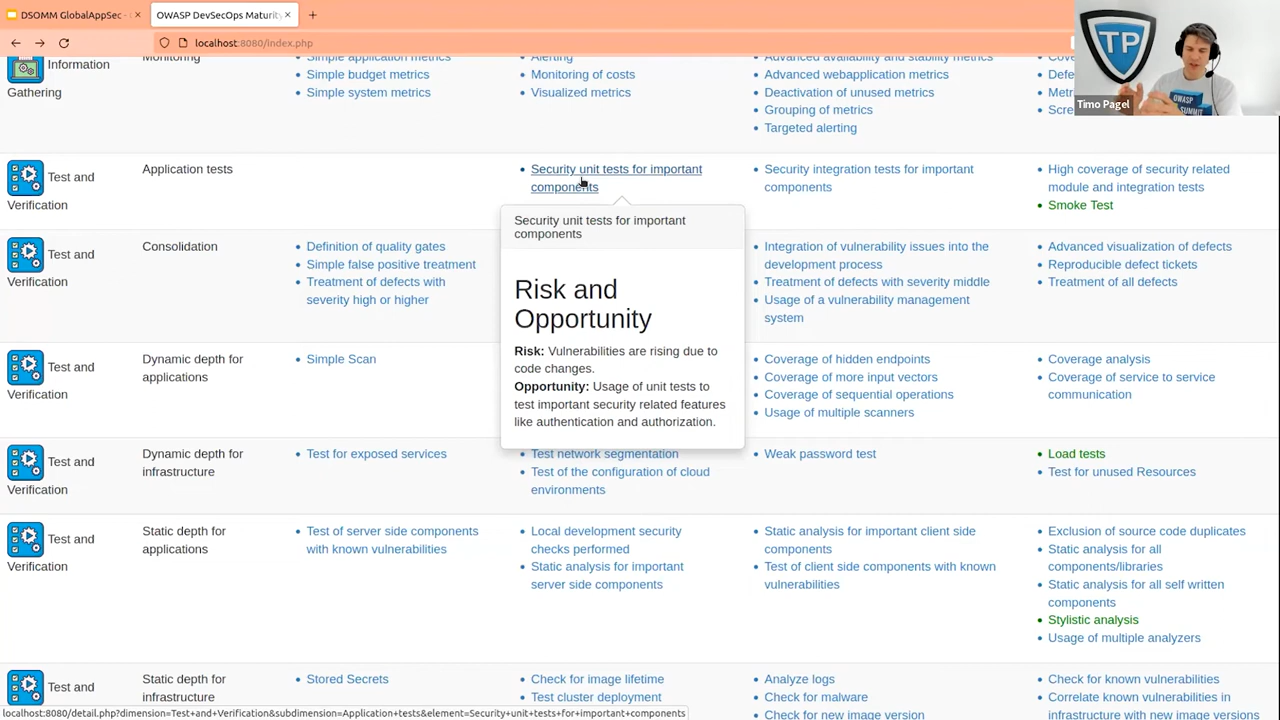 DSOMM GlobalAppSec -
OWASP DevSecOps Maturity
localhost:8080/index.php
TP
OWASP
SUMMIT
Timo Pagel
Information
Gathering
Monitoring
Simple application metrics
Simple budget metrics
Simple system metrics
Alerting
Monitoring of costs
Visualized metrics
Advanced availability and stability metrics
Advanced webapplication metrics
Deactivation of unused metrics
Grouping of metrics
Targeted alerting
Test and
Verification
Application tests
Security unit tests for important
components
Security integration tests for important
components
High coverage of security related
module and integration tests
Smoke Test
Security unit tests for important
components
Risk and
Opportunity
Risk: Vulnerabilities are rising due to
code changes.
Opportunity: Usage of unit tests to
test important security related features
like authentication and authorization.
Test and
Verification
Consolidation
Definition of quality gates
Simple false positive treatment
Treatment of defects with
severity high or higher
Integration of vulnerability issues into the
development process
Treatment of defects with severity middle
Usage of a vulnerability management
system
Advanced visualization of defects
Reproducible defect tickets
Treatment of all defects
Test and
Verification
Dynamic depth for
applications
Simple Scan
Coverage of hidden endpoints
Coverage of more input vectors
Coverage of sequential operations
Usage of multiple scanners
Coverage analysis
Coverage of service to service
communication
Test and
Verification
Dynamic depth for
infrastructure
Test for exposed services
Test network segmentation
Test of the configuration of cloud
environments
Weak password test
Load tests
Test for unused Resources
Test and
Verification
Static depth for
applications
Test of server side components
with known vulnerabilities
Local development security
checks performed
Static analysis for important
server side components
Static analysis for important client side
components
Test of client side components with known
vulnerabilities
Exclusion of source code duplicates
Static analysis for all
components/libraries
Static analysis for all self written
components
Stylistic analysis
Usage of multiple analyzers
Test and
Static depth for
infrastructure
Stored Secrets
Check for image lifetime
Test cluster deployment
Analyze logs
Check for malware
Check for new image version
Check for known vulnerabilities
Correlate known vulnerabilities in
infrastructure with new image versions
localhost:8080/detail.php?dimension=Test+and+Verification&subdimension=Application+tests&element=Security+unit+tests+for+important+components